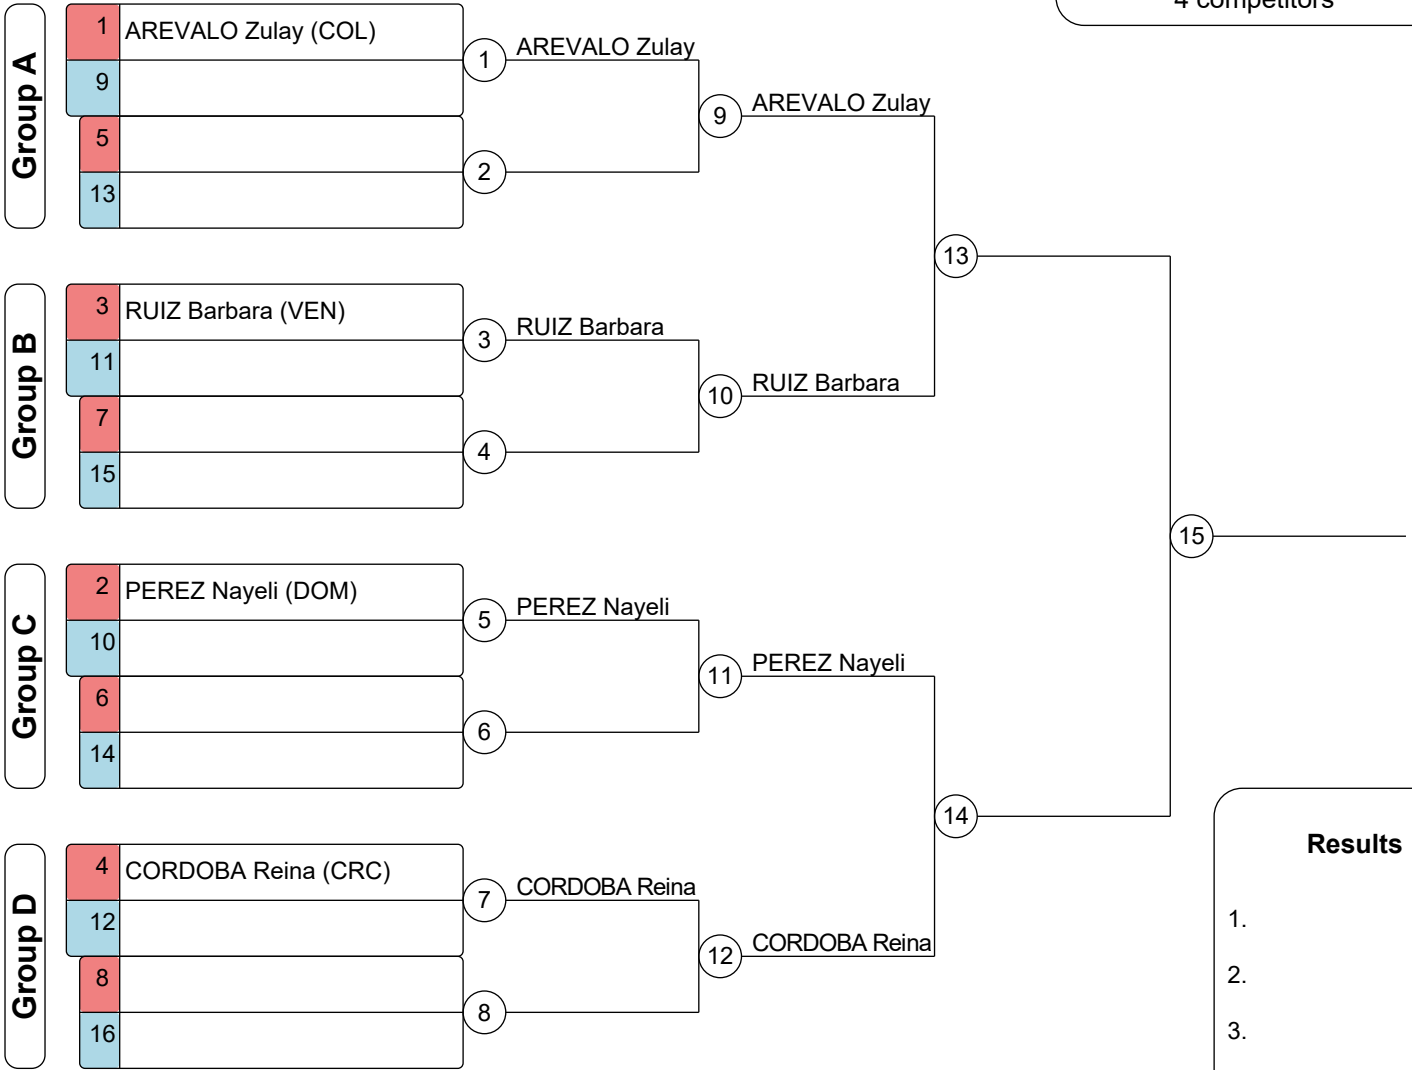 4 competitors
Group A
1 AREVALO Zulay (COL)
9
5
13
1 AREVALO Zulay
2
9 AREVALO Zulay
Group B
3 RUIZ Barbara (VEN)
11
7
15
3 RUIZ Barbara
4
10 RUIZ Barbara
13
Group C
2 PEREZ Nayeli (DOM)
10
6
14
5 PEREZ Nayeli
6
11 PEREZ Nayeli
Group D
4 CORDOBA Reina (CRC)
12
8
16
7 CORDOBA Reina
8
12 CORDOBA Reina
14
15
Results
1.
2.
3.